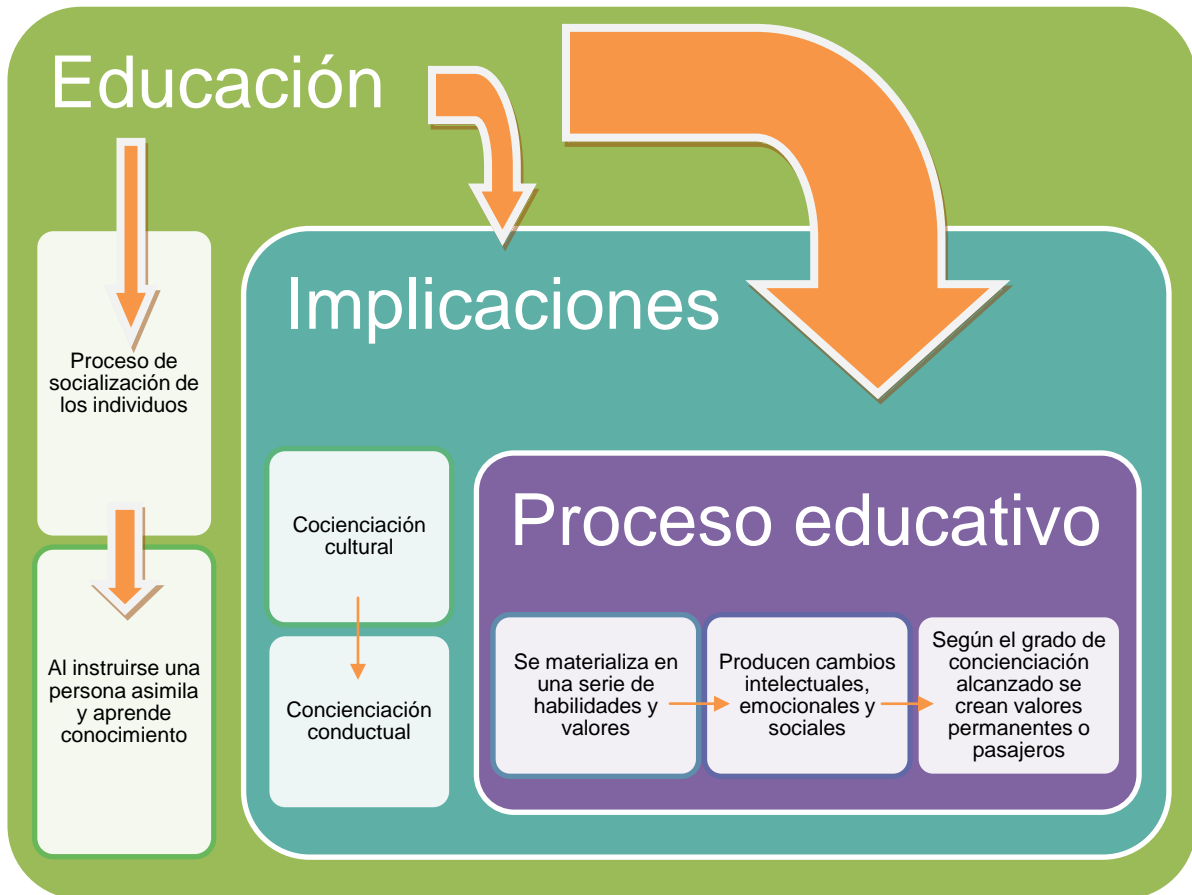 Educación
Proceso de
socialización de
los individuos
Al instruirse una
persona asimila
y aprende
conocimiento
Implicaciones
Cocienciación
cultural
Concienciación
conductual
Proceso educativo
Se materializa en
una serie de
habilidades y
valores
Producen cambios
intelectuales,
emocionales y
sociales
Según el grado de
concienciación
alcanzado se
crean valores
permanentes o
pasajeros